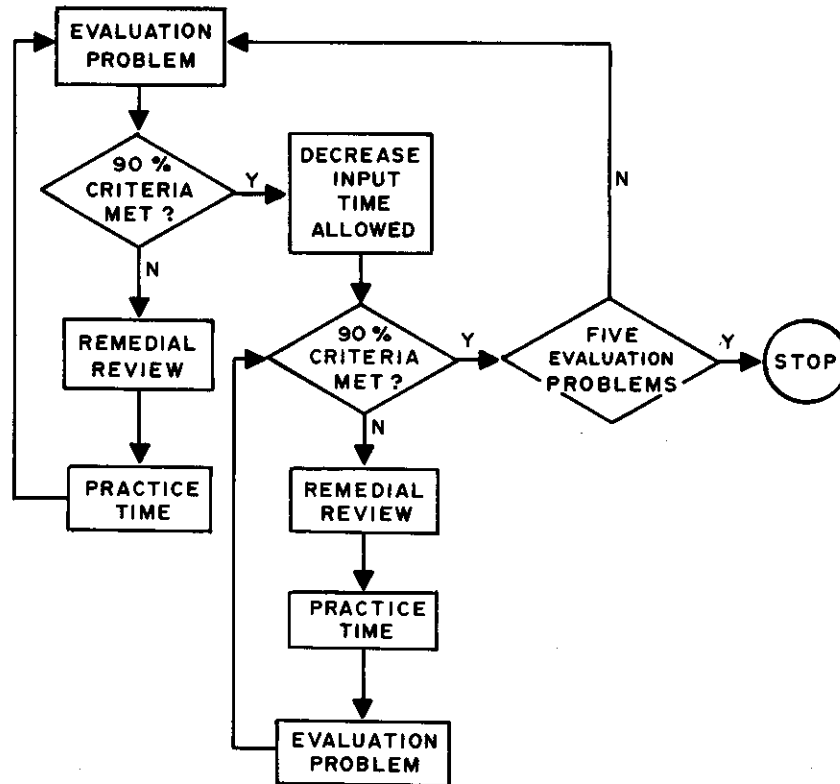 EVALUATION
PROBLEM
90 %
CRITERIA
MET ?
Y
N
DECREASE
INPUT
TIME
ALLOWED
REMEDIAL
REVIEW
PRACTICE
TIME
90 %
CRITERIA
MET ?
Y
N
FIVE
EVALUATION
PROBLEMS
N
Y
STOP
REMEDIAL
REVIEW
PRACTICE
TIME
EVALUATION
PROBLEM